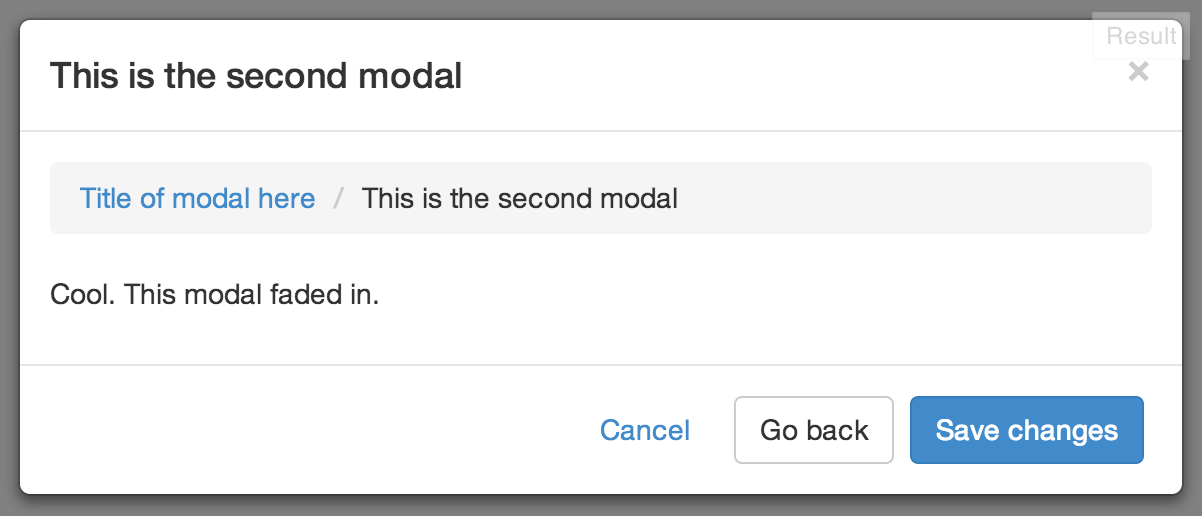 Result
This is the second modal ×
Title of modal here / This is the second modal
Cool. This modal faded in.
Cancel Go back Save changes